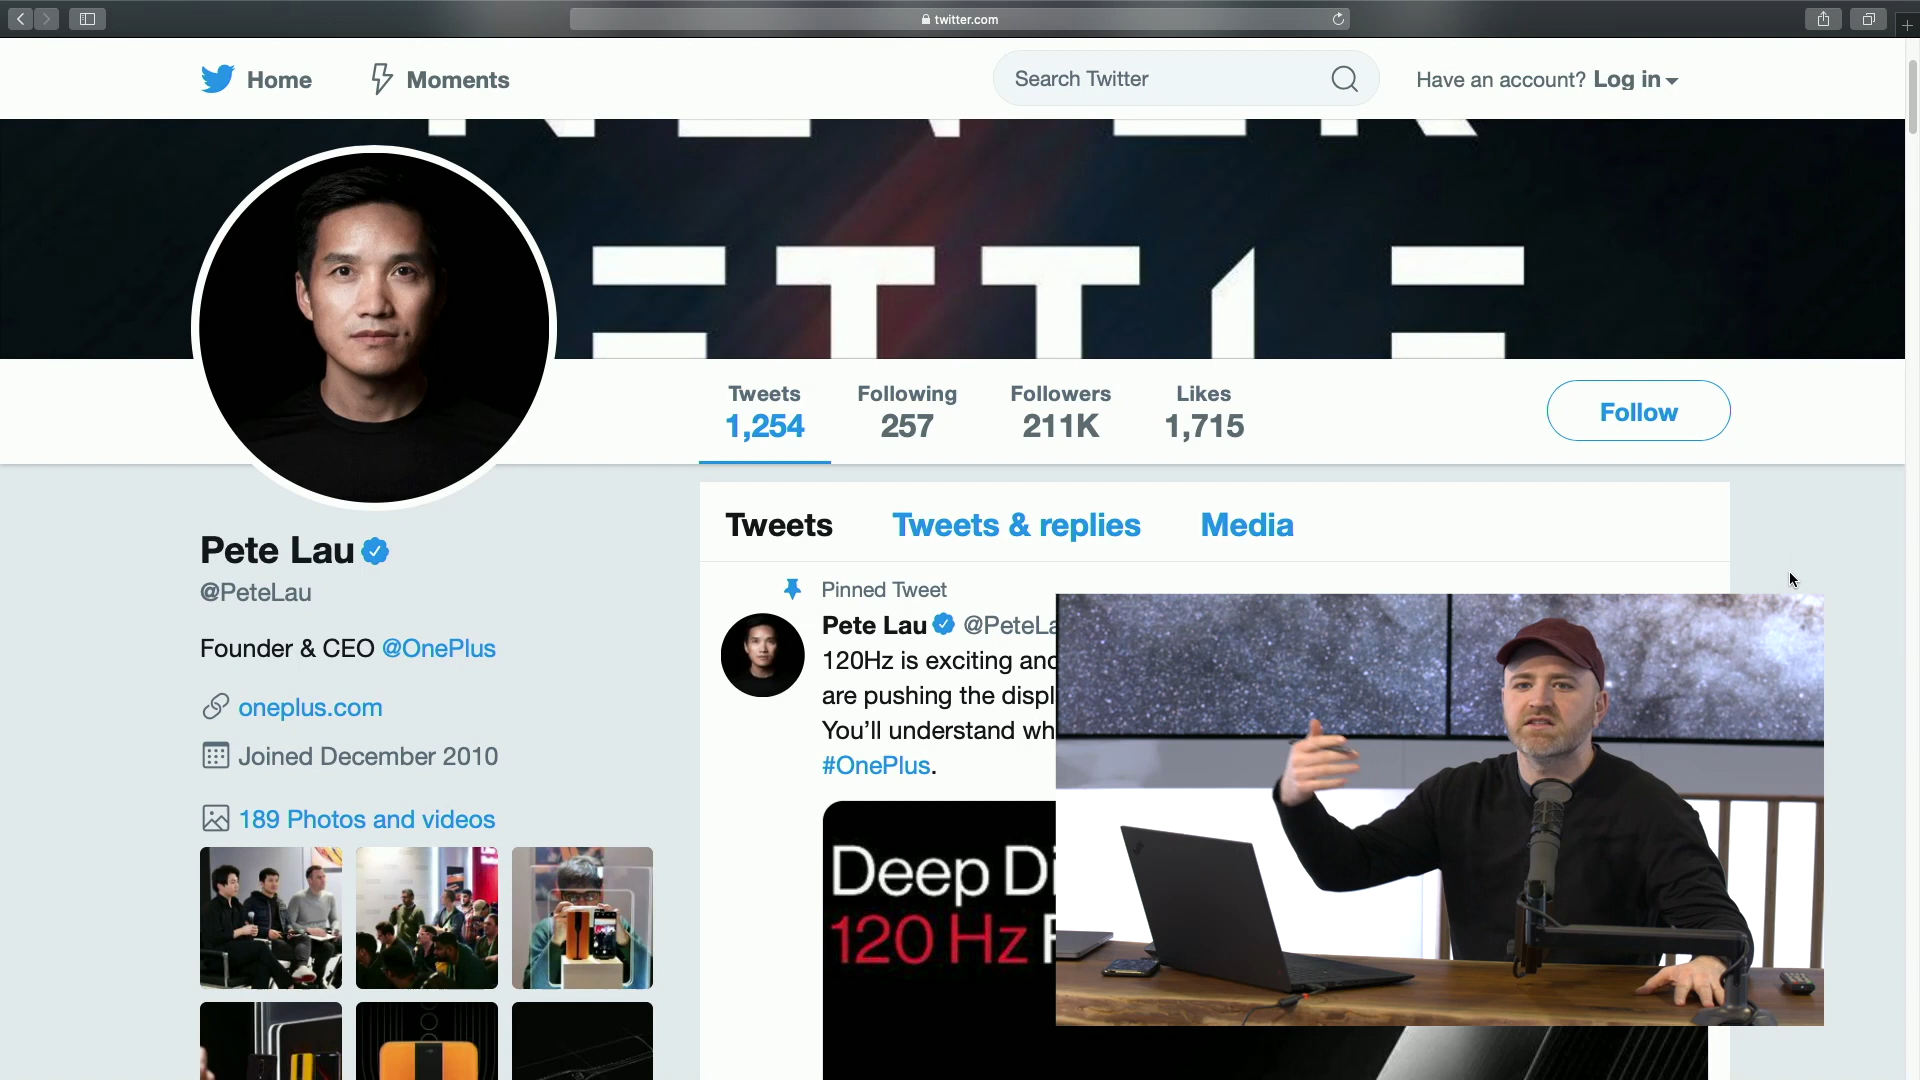 twitter.com
Home
Moments
Search Twitter
Have an account? Log in
ETTLE
Tweets
1,254
Following
257
Followers
211K
Likes
1,715
Follow
Pete Lau
@PeteLau
Founder & CEO @OnePlus
oneplus.com
Joined December 2010
189 Photos and videos
Tweets
Tweets & replies
Media
Pinned Tweet
Pete Lau @PeteLa
120Hz is exciting and
are pushing the displ
You’ll understand wh
#OnePlus.
Deep Di
120 Hz